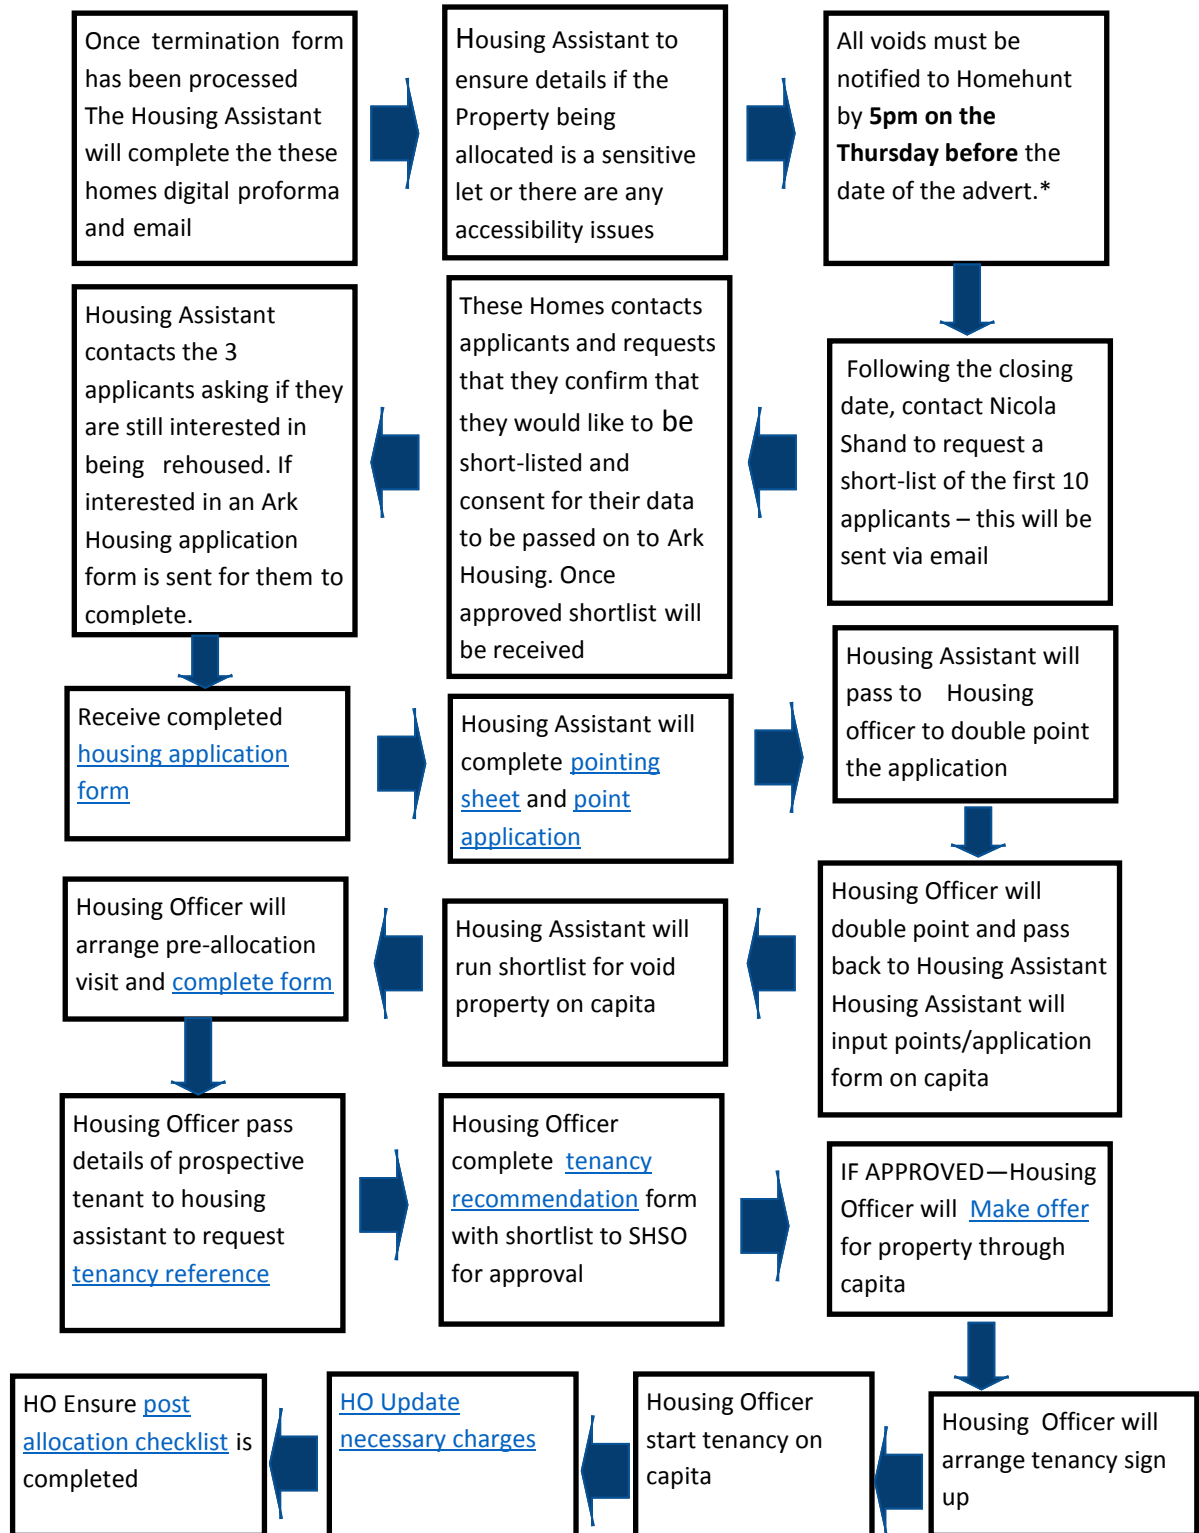 Once termination form
has been processed
The Housing Assistant
will complete the these
homes digital proforma
and email
Housing Assistant to
ensure details if the
Property being
allocated is a sensitive
let or there are any
accessibility issues
All voids must be
notified to Homehunt
by 5pm on the
Thursday before the
date of the advert.*
Following the closing
date, contact Nicola
Shand to request a
short-list of the first 10
applicants – this will be
sent via email
These Homes contacts
applicants and requests
that they confirm that
they would like to be
short-listed and
consent for their data
to be passed on to Ark
Housing. Once
approved shortlist will
be received
Housing Assistant
contacts the 3
applicants asking if they
are still interested in
being rehoused. If
interested in an Ark
Housing application
form is sent for them to
complete.
Receive completed
housing application
form
Housing Assistant will
complete pointing
sheet and point
application
Housing Assistant will
pass to Housing
officer to double point
the application
Housing Officer will
double point and pass
back to Housing Assistant
Housing Assistant will
input points/application
form on capita
Housing Assistant will
run shortlist for void
property on capita
Housing Officer will
arrange pre-allocation
visit and complete form
Housing Officer pass
details of prospective
tenant to housing
assistant to request
tenancy reference
Housing Officer
complete tenancy
recommendation form
with shortlist to SHSO
for approval
IF APPROVED—Housing
Officer will Make offer
for property through
capita
Housing Officer will
arrange tenancy sign
up
Housing Officer
start tenancy on
capita
HO Update
necessary charges
HO Ensure post
allocation checklist is
completed